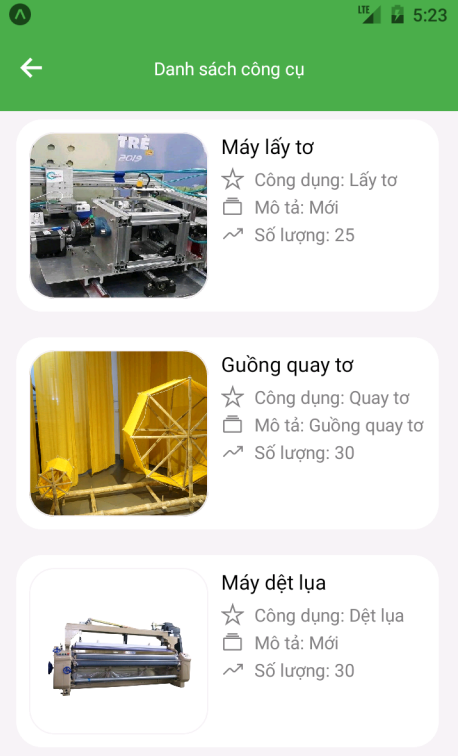 LTE 5:23
Danh sách công cụ
TRẺ
2019
Máy lấy tơ
Công dụng: Lấy tơ
Mô tả: Mới
Số lượng: 25
Guồng quay tơ
Công dụng: Quay tơ
Mô tả: Guồng quay tơ
Số lượng: 30
Máy dệt lụa
Công dụng: Dệt lụa
Mô tả: Mới
Số lượng: 30